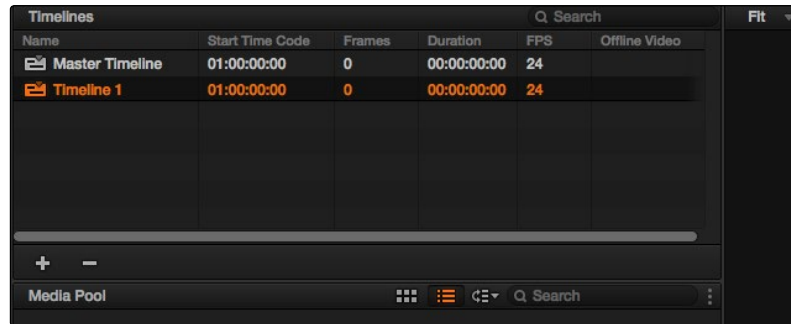 Timelines Search Fit
Name Start Time Code Frames Duration FPS Offline Video
Master Timeline 01:00:00:00 0 00:00:00:00 24
Timeline 1 01:00:00:00 0 00:00:00:00 24
Media Pool Search